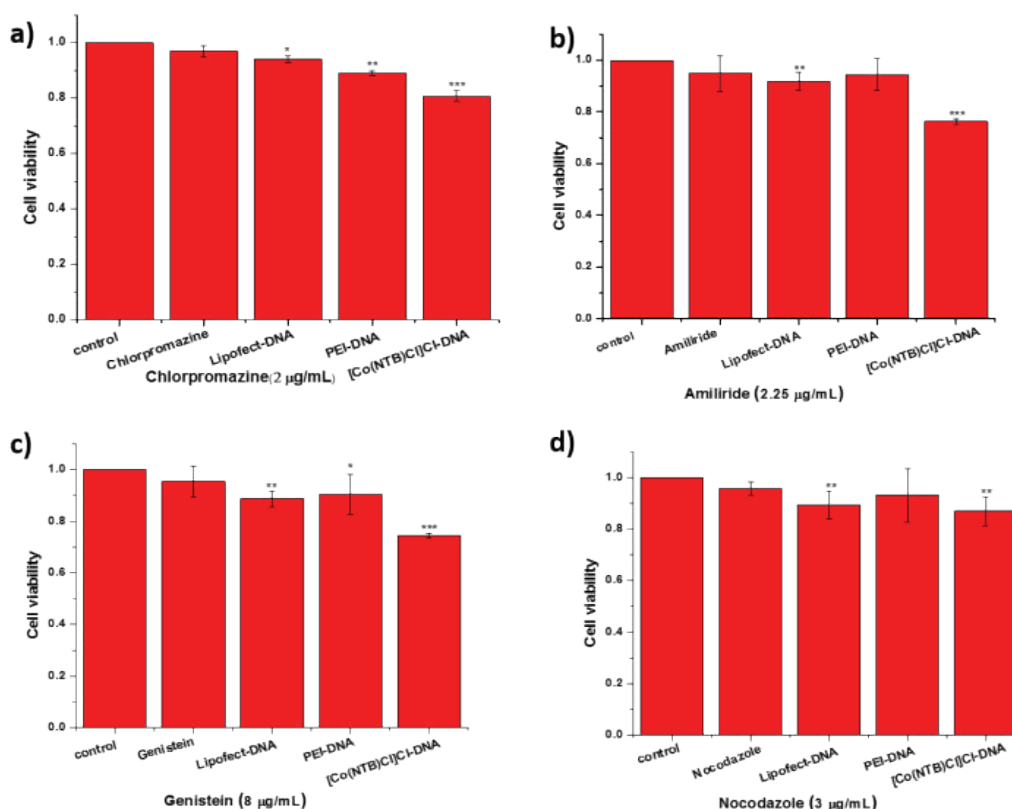 a)
Cell viability
1.0
0.8
0.6
0.4
0.2
0.0
*
**
***
control
Chlorpromazine
Lipofect-DNA
PEI-DNA
[Co(NTB)Cl]Cl-DNA
Chlorpromazine(2 μg/mL)
b)
Cell viability
1.0
0.8
0.6
0.4
0.2
0.0
**
***
control
Amiliride
Lipofect-DNA
PEI-DNA
[Co(NTB)Cl]Cl-DNA
Amiliride (2.25 μg/mL)
c)
Cell viability
1.0
0.8
0.6
0.4
0.2
0.0
**
*
***
control
Genistein
Lipofect-DNA
PEI-DNA
[Co(NTB)Cl]Cl-DNA
Genistein (8 μg/mL)
d)
Cell viability
1.0
0.8
0.6
0.4
0.2
0.0
**
**
control
Nocodazole
Lipofect-DNA
PEI-DNA
[Co(NTB)Cl]Cl-DNA
Nocodazole (3 μg/mL)